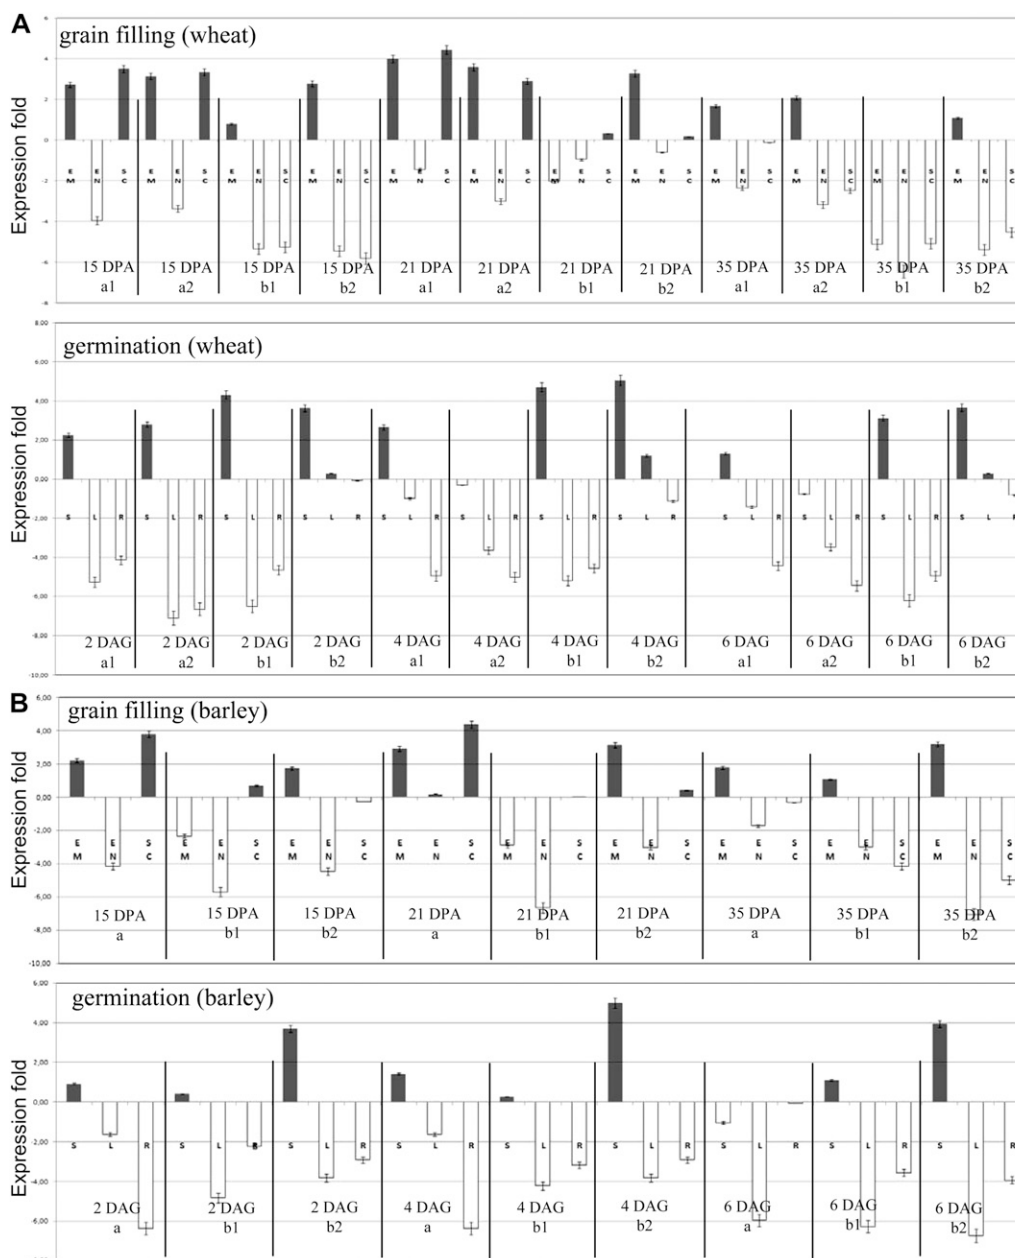 A
grain filling (wheat)
Expression fold
6
4
2
0
-2
-4
-6
-8
E E S E E S E E S E E S E E S E E S E E S E E S E E S E E S E E S E E S
M N C M N C M N C M N C M N C M N C M N C M N C M N C M N C M N C M N C
15 DPA 15 DPA 15 DPA 15 DPA 21 DPA 21 DPA 21 DPA 21 DPA 35 DPA 35 DPA 35 DPA 35 DPA
a1 a2 b1 b2 a1 a2 b1 b2 a1 a2 b1 b2
germination (wheat)
Expression fold
8,00
6,00
4,00
2,00
0,00
-2,00
-4,00
-6,00
-8,00
-10,00
S L R S L R S L R S L R S L R S L R S L R S L R S L R S L R S L R S L R
2 DAG 2 DAG 2 DAG 2 DAG 4 DAG 4 DAG 4 DAG 4 DAG 6 DAG 6 DAG 6 DAG 6 DAG
a1 a2 b1 b2 a1 a2 b1 b2 a1 a2 b1 b2
B
grain filling (barley)
Expression fold
6,00
4,00
2,00
0,00
-2,00
-4,00
-6,00
-8,00
-10,00
E E S E E S E E S E E S E E S E E S E E S E E S E E S
M N C M N C M N C M N C M N C M N C M N C M N C M N C
15 DPA 15 DPA 15 DPA 21 DPA 21 DPA 21 DPA 35 DPA 35 DPA 35 DPA
a b1 b2 a b1 b2 a b1 b2
germination (barley)
Expression fold
6,00
4,00
2,00
0,00
-2,00
-4,00
-6,00
S L R S L R S L R S L R S L R S L R S L R S L R S L R
2 DAG 2 DAG 2 DAG 4 DAG 4 DAG 4 DAG 6 DAG 6 DAG 6 DAG
a b1 b2 a b1 b2 a b1 b2